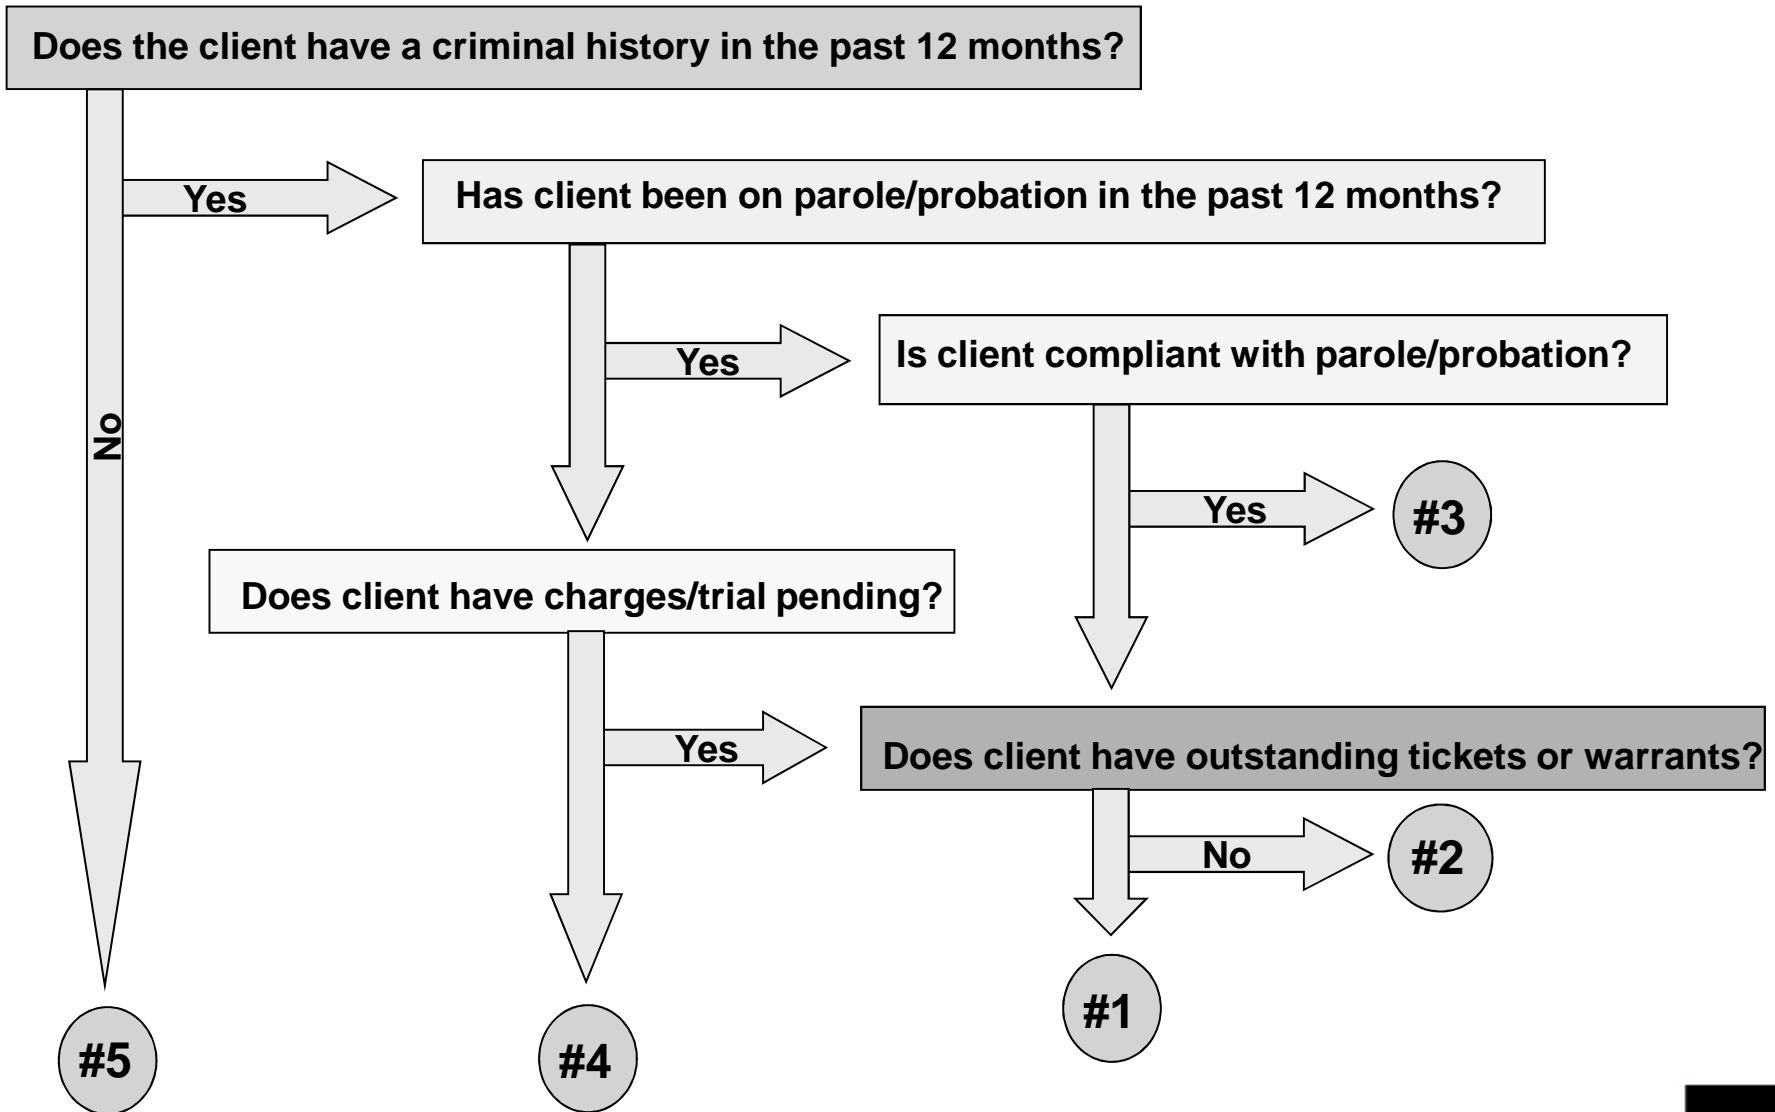 Does the client have a criminal history in the past 12 months?
Yes
Has client been on parole/probation in the past 12 months?
Yes
Is client compliant with parole/probation?
No
Yes
#3
Does client have charges/trial pending?
Yes
Does client have outstanding tickets or warrants?
No
#2
#1
#5
#4